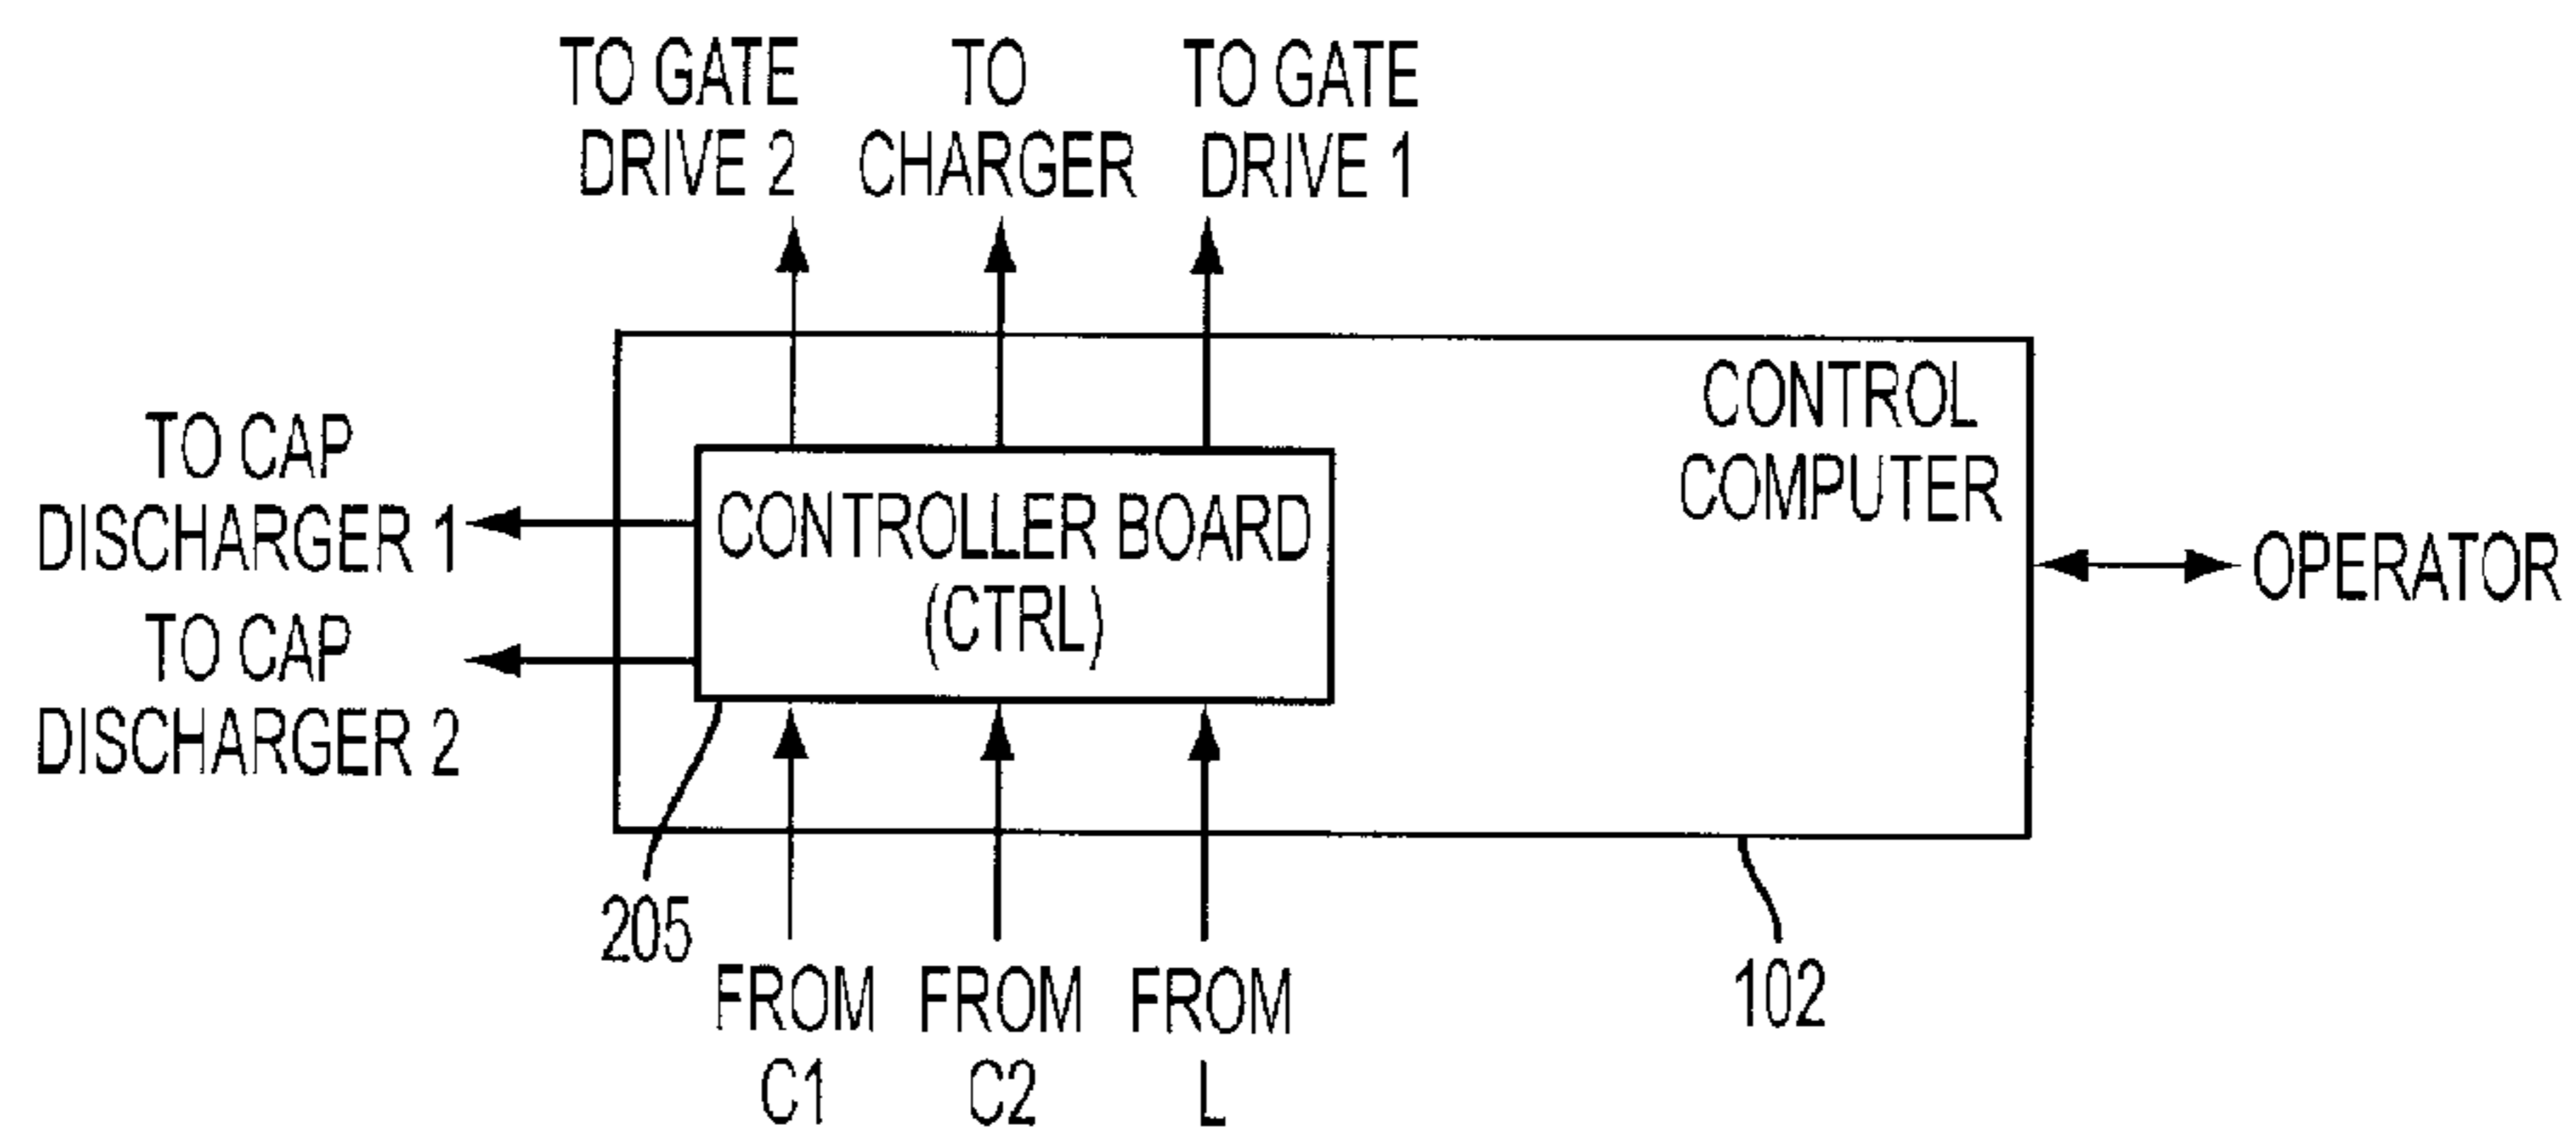 TO GATE
DRIVE 2
TO
CHARGER
TO GATE
DRIVE 1
CONTROL
COMPUTER
TO CAP
DISCHARGER 1
CONTROLLER BOARD
(CTRL)
OPERATOR
TO CAP
DISCHARGER 2
205
FROM
C1
FROM
C2
FROM
L
102